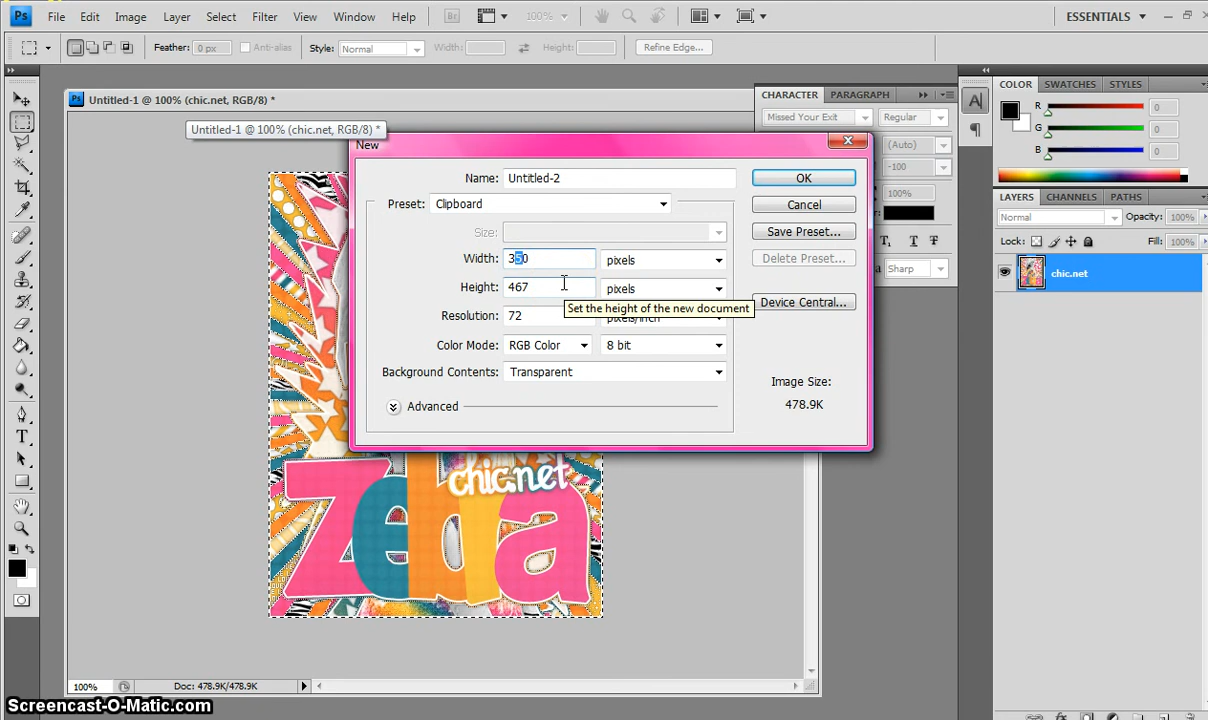 Ps File Edit Image Layer Select Filter View Window Help Br 100% ESSENTIALS
Feather: 0 px Anti-alias Style: Normal Width: Height: Refine Edge...
Ps Untitled-1 @ 100% (chic.net, RGB/8) *
Untitled-1 @ 100% (chic.net, RGB/8) *
New
Name: Untitled-2
Preset: Clipboard
Size:
Width: 350 pixels
Height: 467 pixels
Set the height of the new document
Resolution: 72 pixels/inch
Color Mode: RGB Color 8 bit
Background Contents: Transparent
Advanced
OK
Cancel
Save Preset...
Delete Preset...
Device Central...
Image Size:
478.9K
CHARACTER PARAGRAPH
Missed Your Exit Regular
(Auto)
-100
100%
T T
Sharp
A
COLOR SWATCHES STYLES
R 0
G 0
B 0
LAYERS CHANNELS PATHS
Normal Opacity: 100%
Lock: Fill: 100%
chic.net
chic.net
zelda
100% Doc: 478.9K/478.9K
Screencast-O-Matic.com